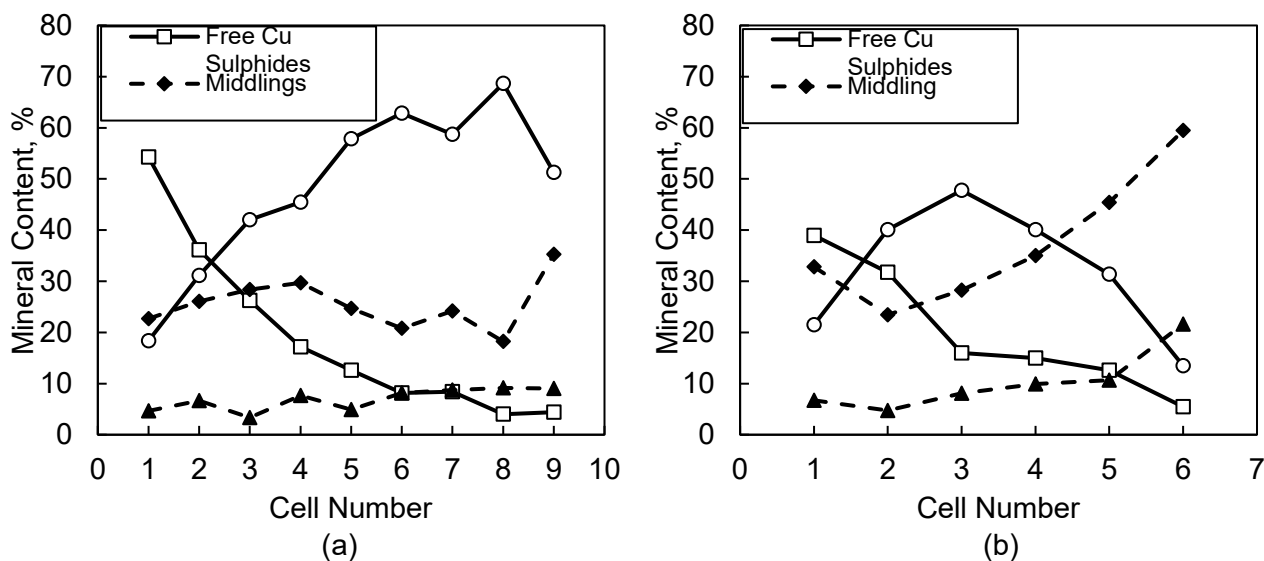 80
70
60
50
40
30
20
10
0
Mineral Content, %
Free Cu
Sulphides
Middlings
0 1 2 3 4 5 6 7 8 9 10
Cell Number
(a)
80
70
60
50
40
30
20
10
0
Mineral Content, %
Free Cu
Sulphides
Middling
0 1 2 3 4 5 6 7
Cell Number
(b)